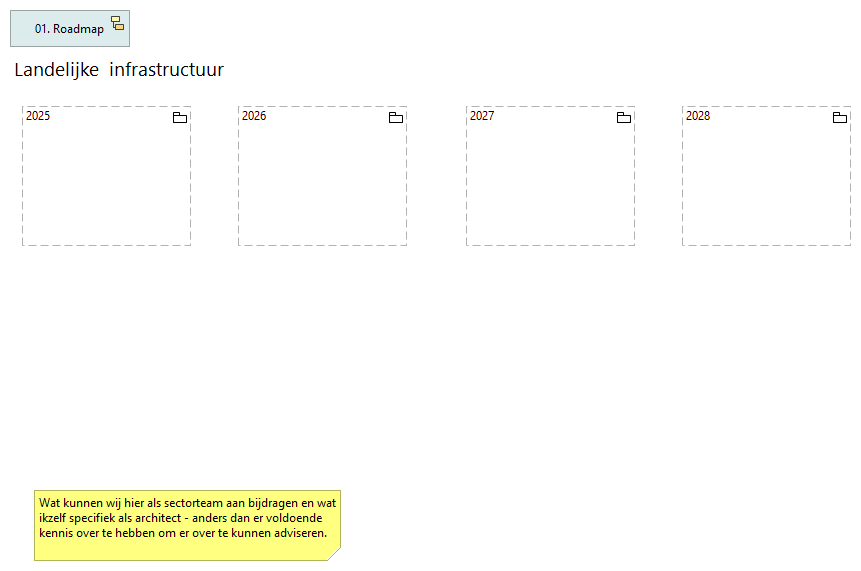 01. Roadmap
Landelijke infrastructuur
2025
2026
2027
2028
Wat kunnen wij hier als sectorteam aan bijdragen en wat
ikzelf specifiek als architect - anders dan er voldoende
kennis over te hebben om er over te kunnen adviseren.